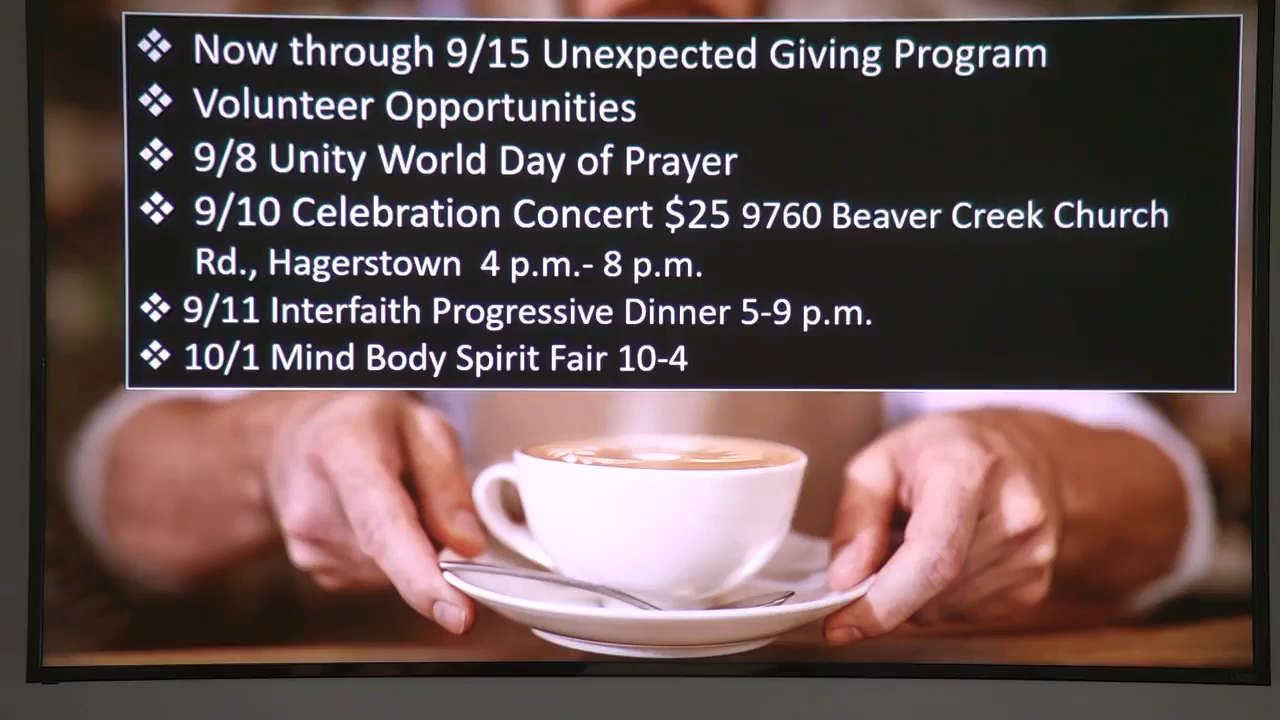 ❖ Now through 9/15 Unexpected Giving Program
❖ Volunteer Opportunities
❖ 9/8 Unity World Day of Prayer
❖ 9/10 Celebration Concert $25 9760 Beaver Creek Church
Rd., Hagerstown 4 p.m.- 8 p.m.
❖ 9/11 Interfaith Progressive Dinner 5-9 p.m.
❖ 10/1 Mind Body Spirit Fair 10-4